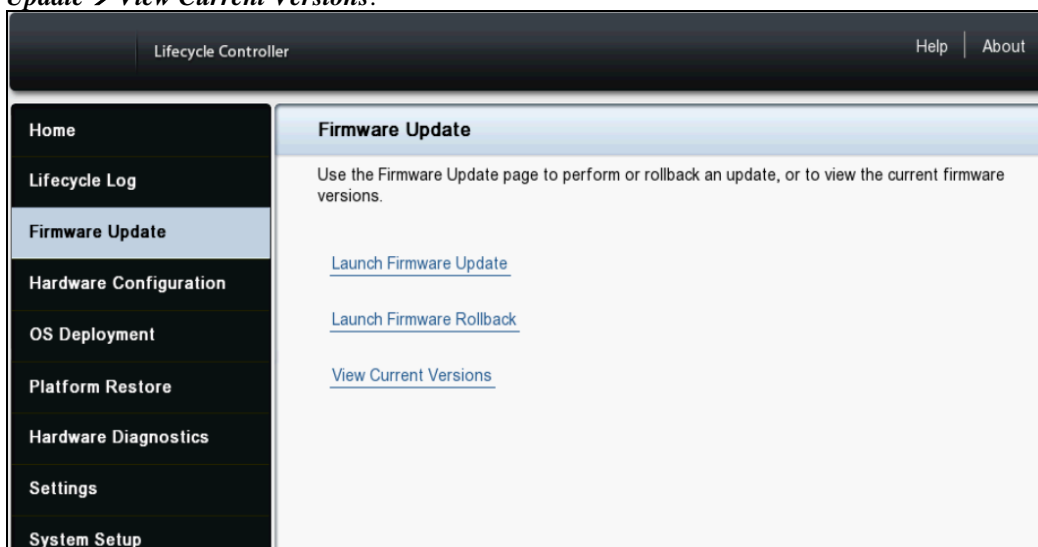 Update → View Current Versions.
Lifecycle Controller
Help | About
Home
Lifecycle Log
Firmware Update
Hardware Configuration
OS Deployment
Platform Restore
Hardware Diagnostics
Settings
System Setup
Firmware Update
Use the Firmware Update page to perform or rollback an update, or to view the current firmware
versions.
Launch Firmware Update
Launch Firmware Rollback
View Current Versions